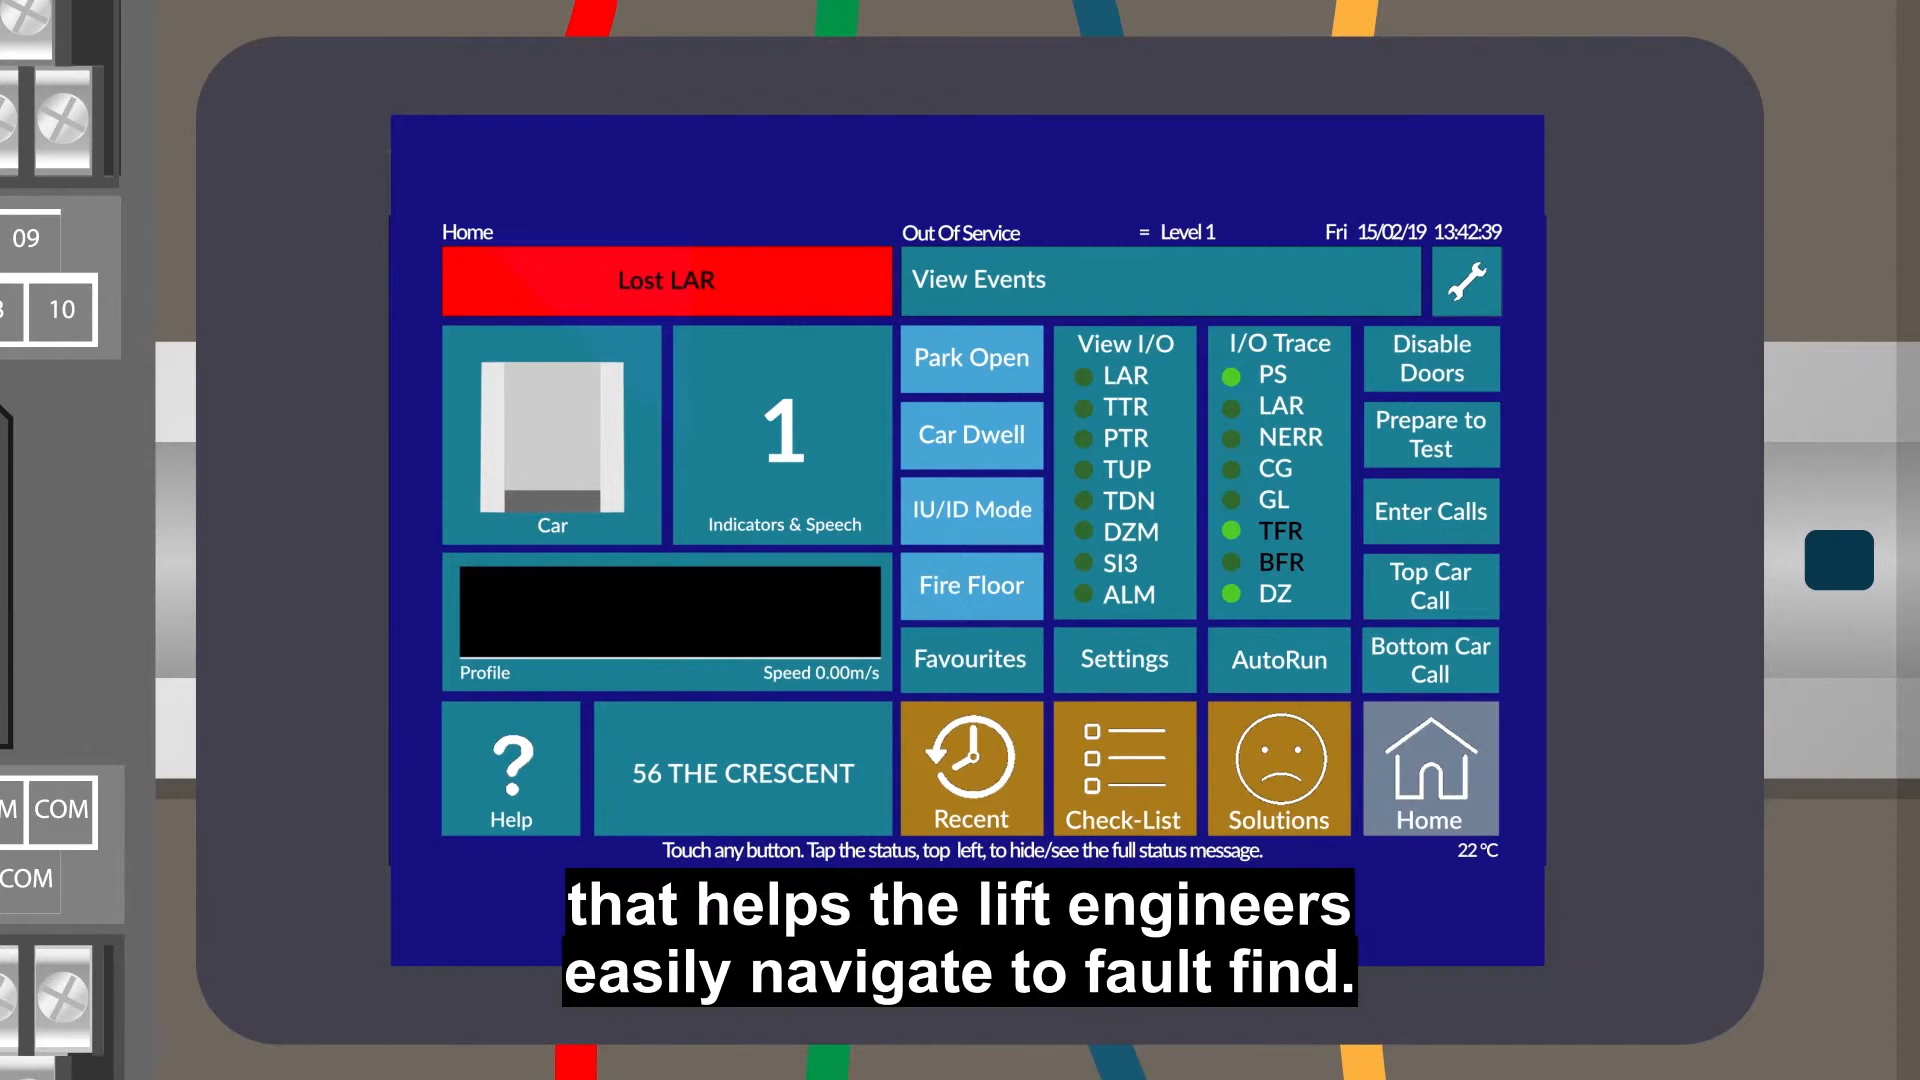 09
10
COM
COM
Home
Out Of Service
= Level 1
Fri 15/02/19 13:42:39
Lost LAR
View Events
Car
1
Indicators & Speech
Profile
Speed 0.00m/s
Park Open
Car Dwell
IU/ID Mode
Fire Floor
Favourites
View I/O
LAR
TTR
PTR
TUP
TDN
DZM
SI3
ALM
Settings
I/O Trace
PS
LAR
NERR
CG
GL
TFR
BFR
DZ
AutoRun
Disable
Doors
Prepare to
Test
Enter Calls
Top Car
Call
Bottom Car
Call
?
Help
56 THE CRESCENT
Recent
Check-List
Solutions
Home
Touch any button. Tap the status, top left, to hide/see the full status message.
22 °C
that helps the lift engineers
easily navigate to fault find.